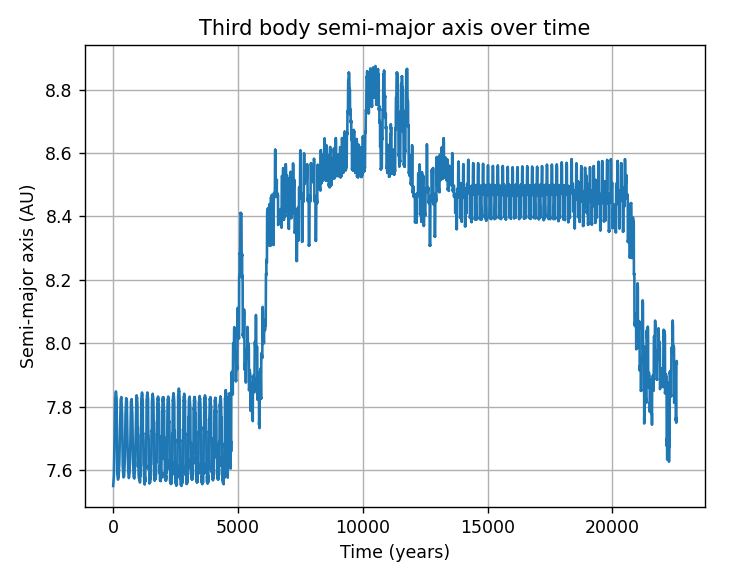 Third body semi-major axis over time
Semi-major axis (AU)
8.8
8.6
8.4
8.2
8.0
7.8
7.6
0 5000 10000 15000 20000
Time (years)